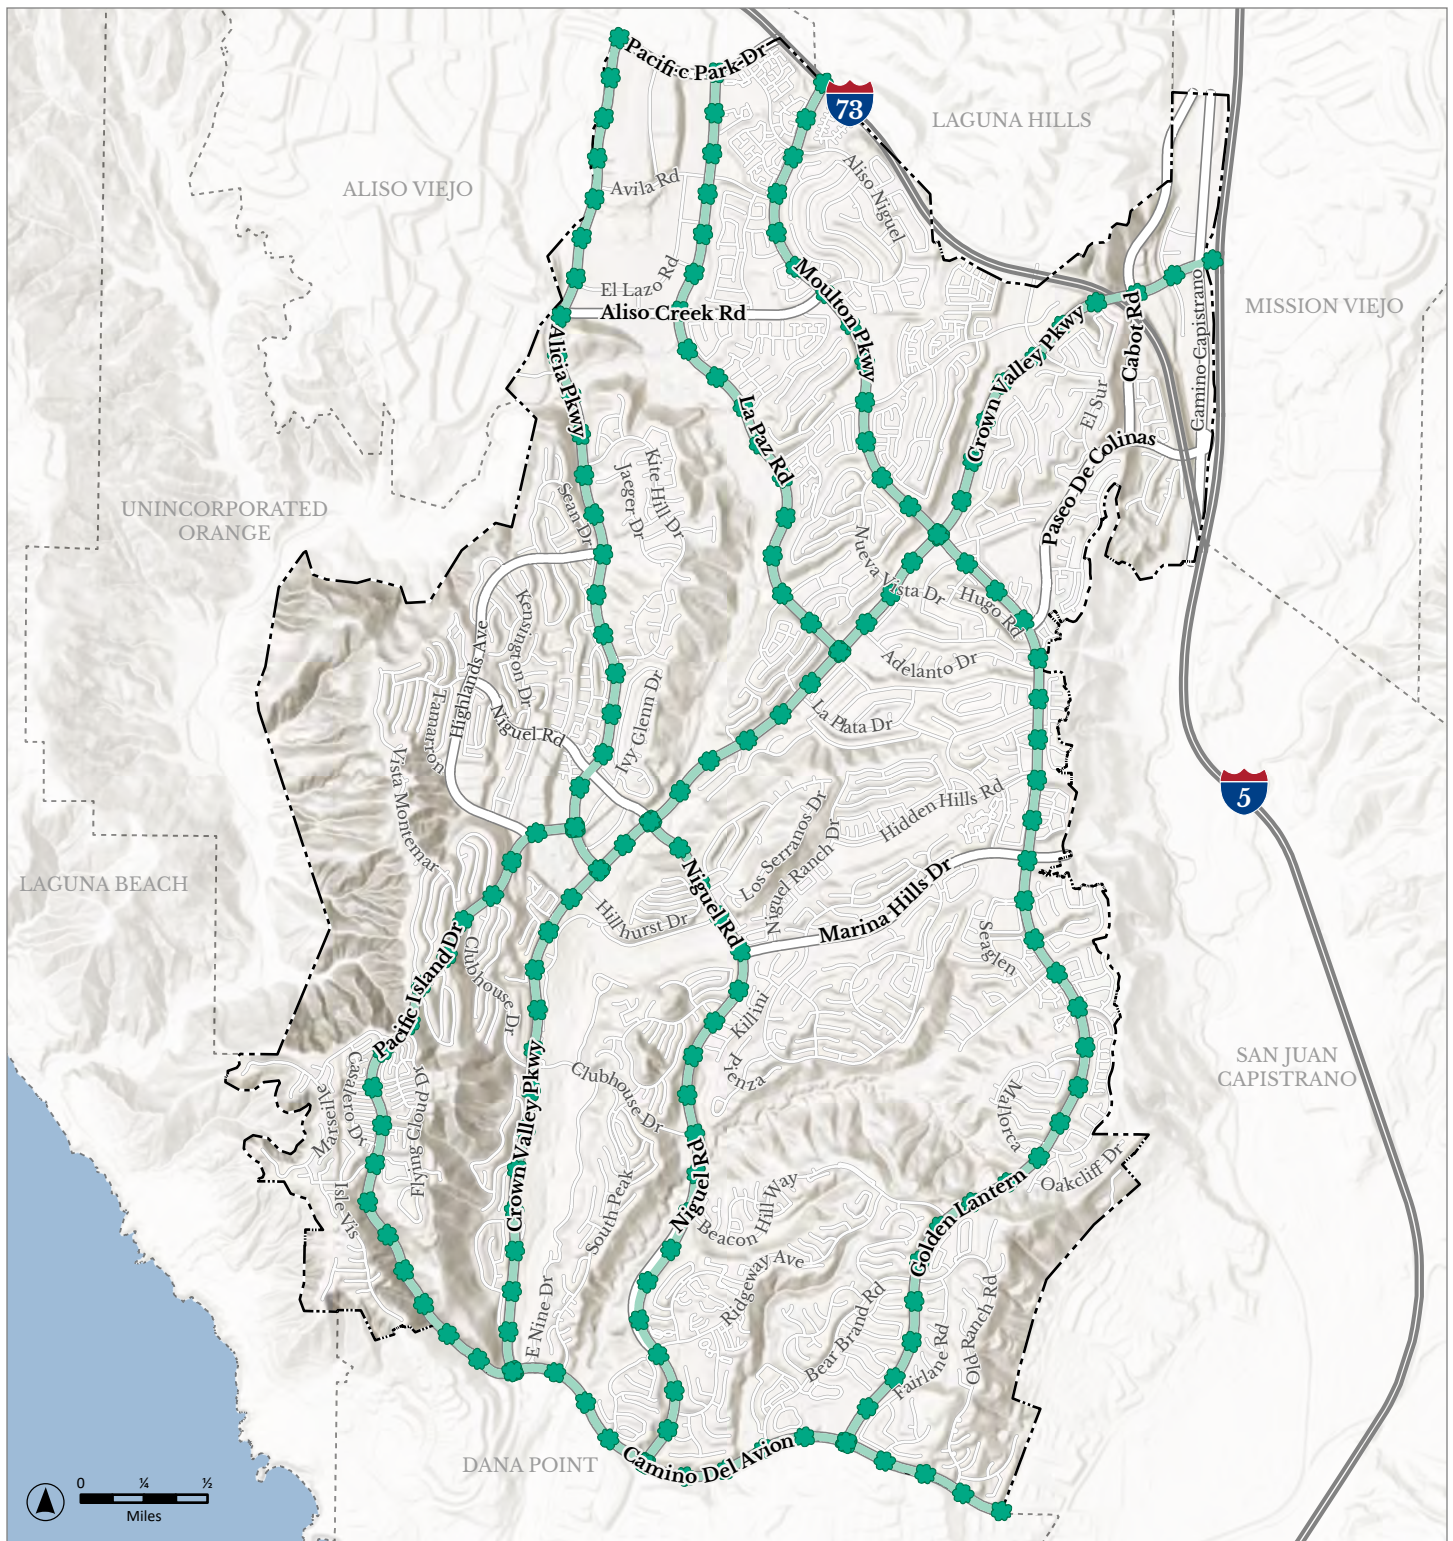 Pacific Park Dr
73
LAGUNA HILLS
ALISO VIEJO
Avila Rd
Aliso Niguel
El Lazo Rd
Aliso Creek Rd
Moulton Pkwy
MISSION VIEJO
Camino Capistrano
Cabot Rd
Crown Valley Pkwy
Alicia Pkwy
El Sur
La Paz Rd
Paseo De Colinas
Kite Hill Dr
Jaeger Dr
Sean Dr
UNINCORPORATED
ORANGE
Nueva Vista Dr
Hugo Rd
Kensington Dr
Highlands Ave
Adelanto Dr
Tamarron
Niguel Rd
Ivy Glenn Dr
La Plata Dr
Vista Montemar
5
Hidden Hills Rd
Los Serranos Dr
Niguel Ranch Dr
LAGUNA BEACH
Niguel Rd
Hillhurst Dr
Marina Hills Dr
Pacific Island Dr
Clubhouse Dr
Seaglen
Killini
Pienza
SAN JUAN
CAPISTRANO
Casalero Dr
Marseille
Flying Cloud Dr
Crown Valley Pkwy
Clubhouse Dr
Mallorca
Niguel Rd
Oakcliff Dr
Isle Vis
South Peak
Beacon Hill Way
Golden Lantern
Ridgeway Ave
E Nine Dr
Bear Brand Rd
Fairlane Rd
Old Ranch Rd
Camino Del Avion
DANA POINT
0 ¼ ½
Miles